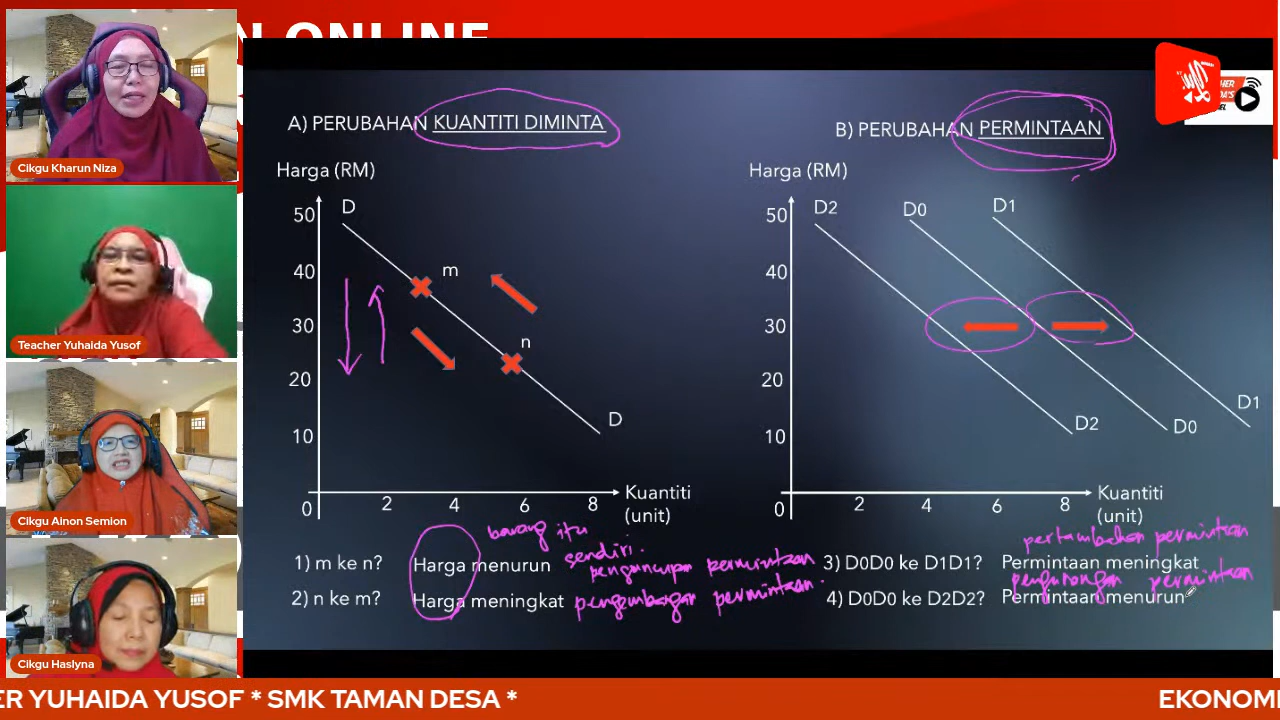 N ONLINE
Cikgu Kharun Niza
Teacher Yuhaida Yusof
Cikgu Ainon Semion
Cikgu Haslyna
A) PERUBAHAN KUANTITI DIMINTA
Harga (RM)
50
40
30
20
10
0
2
4
6
8
Kuantiti
(unit)
D
m
n
D
barang itu
sendiri.
1) m ke n?
Harga menurun
penguncupan permintaan
2) n ke m?
Harga meningkat
pengembangan permintaan.
B) PERUBAHAN PERMINTAAN
Harga (RM)
50
40
30
20
10
0
2
4
6
8
Kuantiti
(unit)
D2
D0
D1
D1
D2
D0
pertambahan permintaan
3) D0D0 ke D1D1?
Permintaan meningkat
pengurangan permintaan
4) D0D0 ke D2D2?
Permintaan menurun
ER YUHAIDA YUSOF * SMK TAMAN DESA *
EKONOMI